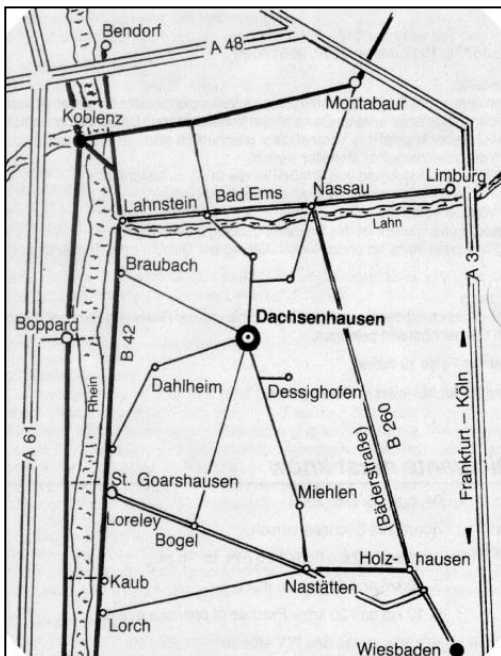 Bendorf
A 48
Montabaur
Koblenz
Limburg
Nassau
Bad Ems
Lahnstein
Lahn
A 3
Braubach
Dachsenhausen
Boppard
B 42
Dahlheim
Dessighofen
Rhein
B 260
Bäderstraße
Frankfurt – Köln
A 61
St. Goarshausen
Miehlen
Loreley
Bogel
Holz- hausen
Kaub
Nastätten
Lorch
Wiesbaden